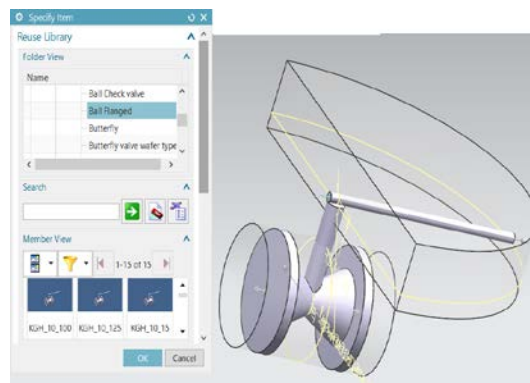 Specify Item
Reuse Library
Folder View
Name
Ball Check valve
Ball Flanged
Butterfly
Butterfly valve wafer type
Search
Member View
1-15 of 15
KGH_10_100 KGH_10_125 KGH_10_15
OK Cancel